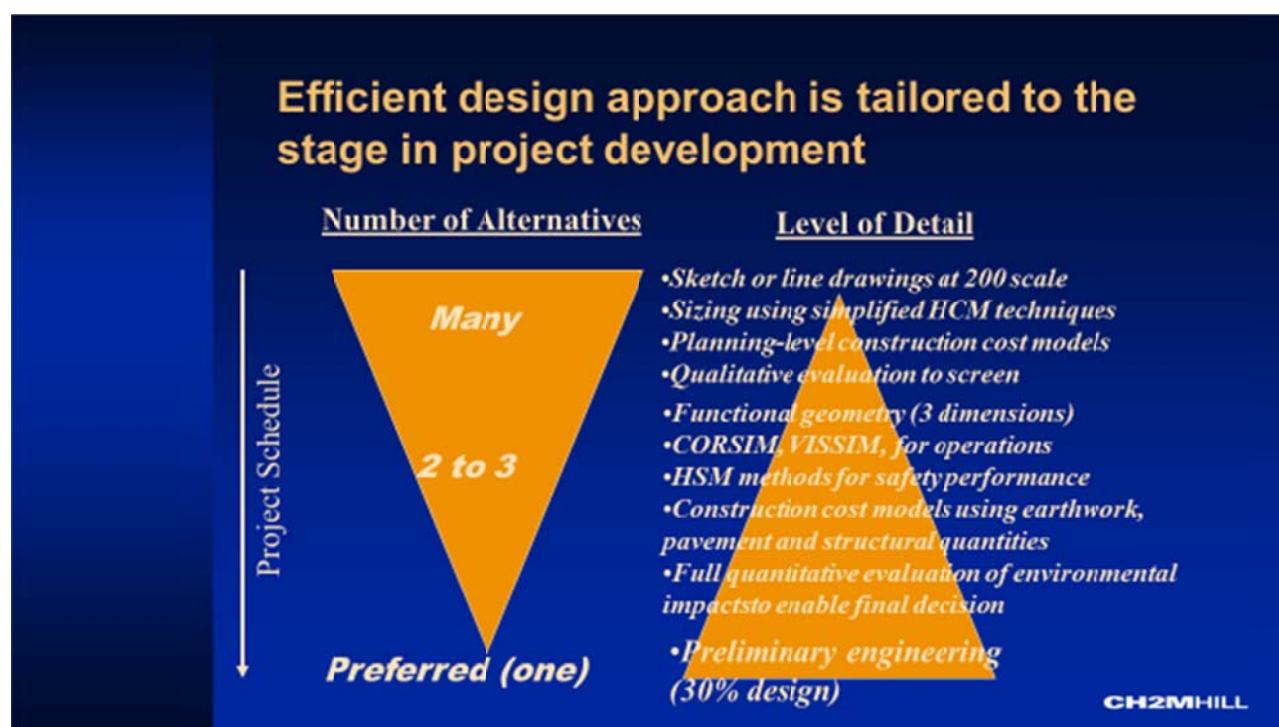 Efficient design approach is tailored to the
stage in project development
Number of Alternatives
Level of Detail
Project Schedule
Many
2 to 3
Preferred (one)
•Sketch or line drawings at 200 scale
•Sizing using simplified HCM techniques
•Planning-level construction cost models
•Qualitative evaluation to screen
•Functional geometry (3 dimensions)
•CORSIM, VISSIM, for operations
•HSM methods for safetyperformance
•Construction cost models using earthwork,
pavement and structural quantities
•Full quantitative evaluation of environmental
impactsto enable final decision
•Preliminary engineering
(30% design)
CH2MHILL